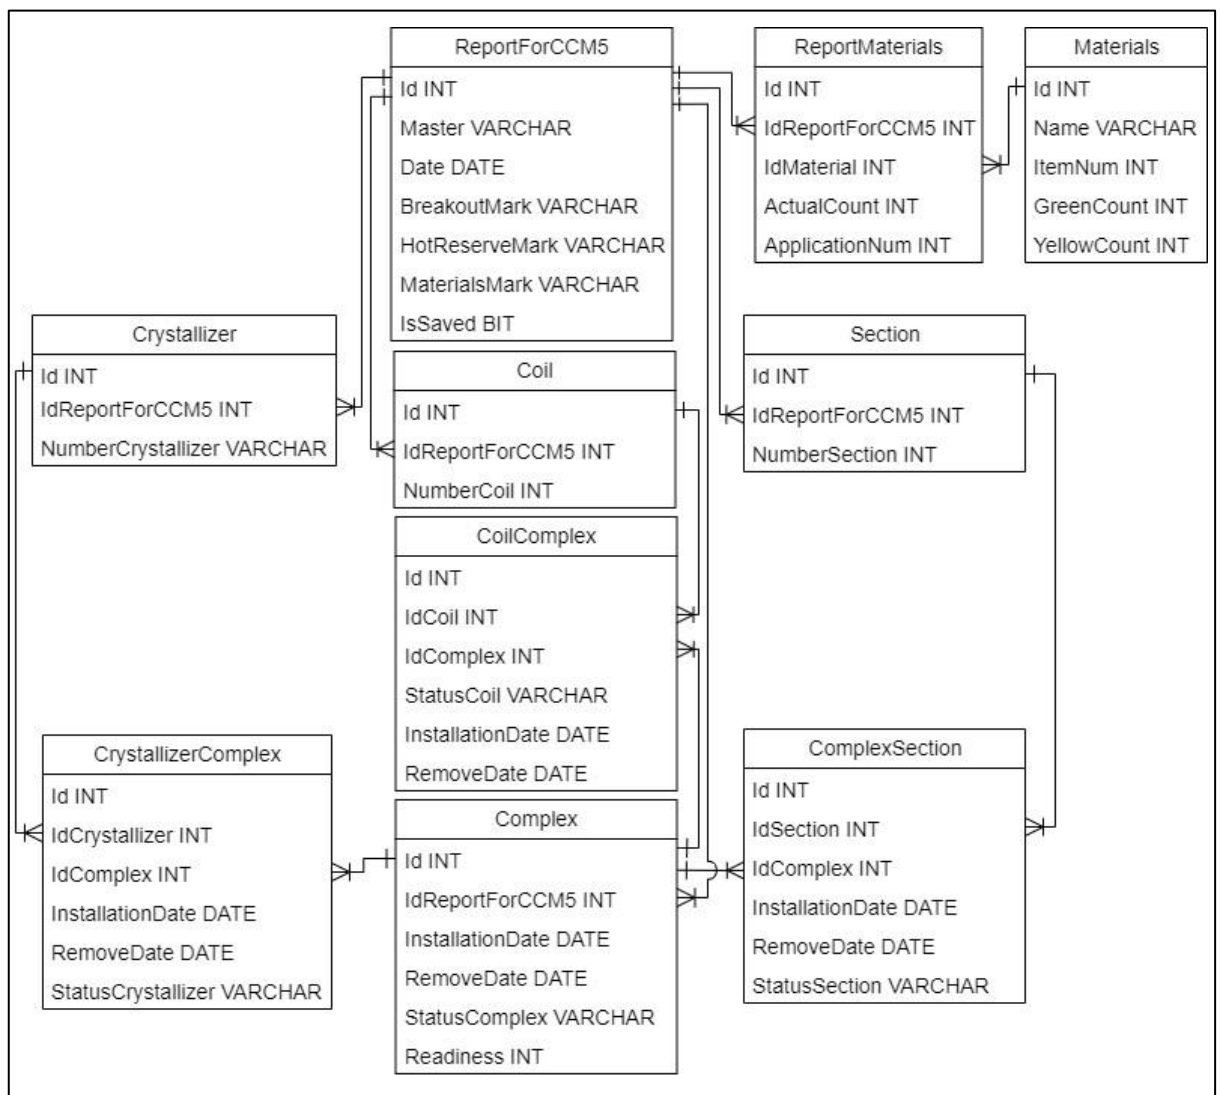 ReportForCCM5
Id INT
Master VARCHAR
Date DATE
BreakoutMark VARCHAR
HotReserveMark VARCHAR
MaterialsMark VARCHAR
IsSaved BIT
ReportMaterials
Id INT
IdReportForCCM5 INT
IdMaterial INT
ActualCount INT
ApplicationNum INT
Materials
Id INT
Name VARCHAR
ItemNum INT
GreenCount INT
YellowCount INT
Crystallizer
Id INT
IdReportForCCM5 INT
NumberCrystallizer VARCHAR
Coil
Id INT
IdReportForCCM5 INT
NumberCoil INT
Section
Id INT
IdReportForCCM5 INT
NumberSection INT
CoilComplex
Id INT
IdCoil INT
IdComplex INT
StatusCoil VARCHAR
InstallationDate DATE
RemoveDate DATE
CrystallizerComplex
Id INT
IdCrystallizer INT
IdComplex INT
InstallationDate DATE
RemoveDate DATE
StatusCrystallizer VARCHAR
Complex
Id INT
IdReportForCCM5 INT
InstallationDate DATE
RemoveDate DATE
StatusComplex VARCHAR
Readiness INT
ComplexSection
Id INT
IdSection INT
IdComplex INT
InstallationDate DATE
RemoveDate DATE
StatusSection VARCHAR